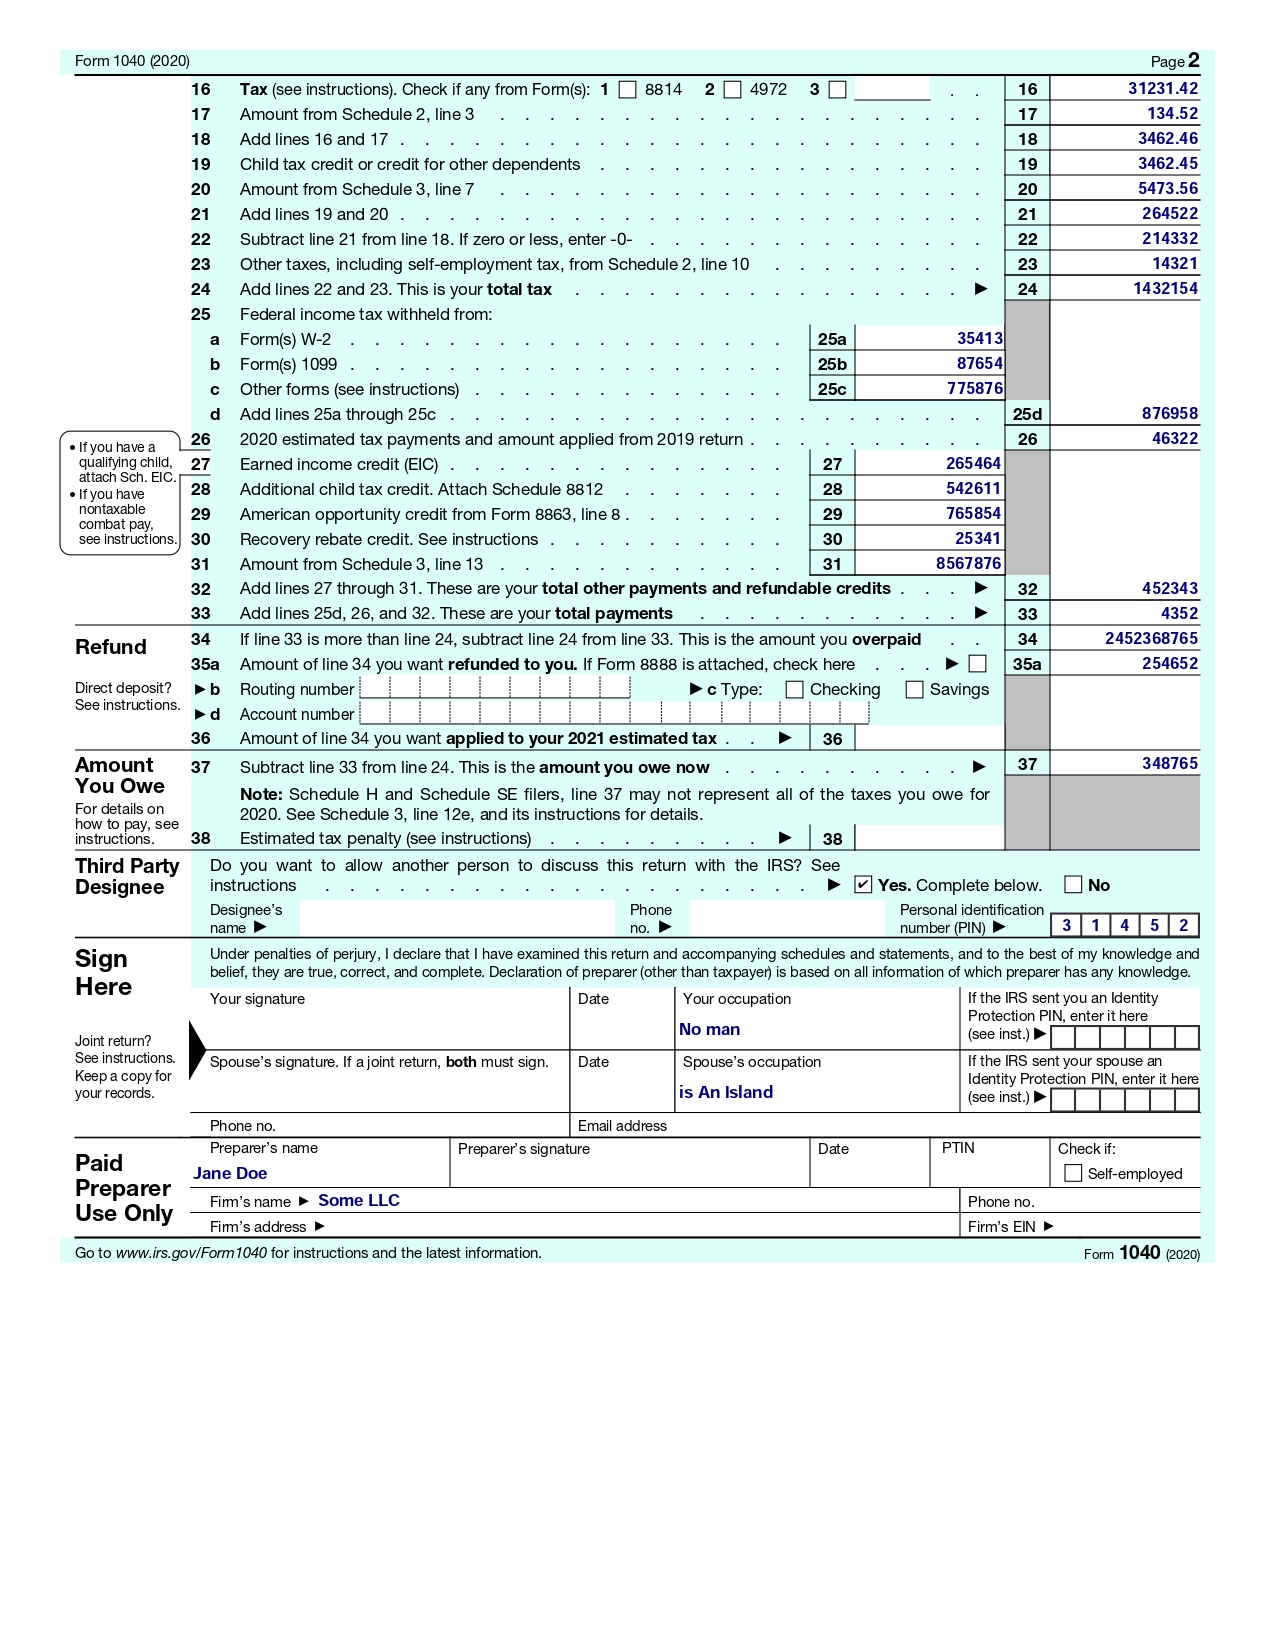 Form 1040 (2020) Page 2
16 Tax (see instructions). Check if any from Form(s): 1 8814 2 4972 3 . . 16 31231.42
17 Amount from Schedule 2, line 3 . . . . . . . . . . . . . . . . . . . . 17 134.52
18 Add lines 16 and 17 . . . . . . . . . . . . . . . . . . . . . . . . 18 3462.46
19 Child tax credit or credit for other dependents . . . . . . . . . . . . . . . . 19 3462.45
20 Amount from Schedule 3, line 7 . . . . . . . . . . . . . . . . . . . . 20 5473.56
21 Add lines 19 and 20 . . . . . . . . . . . . . . . . . . . . . . . . 21 264522
22 Subtract line 21 from line 18. If zero or less, enter -0- . . . . . . . . . . . . . . 22 214332
23 Other taxes, including self-employment tax, from Schedule 2, line 10 . . . . . . . . . 23 14321
24 Add lines 22 and 23. This is your total tax . . . . . . . . . . . . . . . . ▶ 24 1432154
25 Federal income tax withheld from:
a Form(s) W-2 . . . . . . . . . . . . . . . . . . 25a 35413
b Form(s) 1099 . . . . . . . . . . . . . . . . . . 25b 87654
c Other forms (see instructions) . . . . . . . . . . . . . 25c 775876
d Add lines 25a through 25c . . . . . . . . . . . . . . . . . . . . . . 25d 876958
• If you have a qualifying child, attach Sch. EIC.
• If you have nontaxable combat pay, see instructions.
26 2020 estimated tax payments and amount applied from 2019 return . . . . . . . . . . 26 46322
27 Earned income credit (EIC) . . . . . . . . . . . . . . 27 265464
28 Additional child tax credit. Attach Schedule 8812 . . . . . . . 28 542611
29 American opportunity credit from Form 8863, line 8 . . . . . . . 29 765854
30 Recovery rebate credit. See instructions . . . . . . . . . . 30 25341
31 Amount from Schedule 3, line 13 . . . . . . . . . . . . 31 8567876
32 Add lines 27 through 31. These are your total other payments and refundable credits . . . ▶ 32 452343
33 Add lines 25d, 26, and 32. These are your total payments . . . . . . . . . . . ▶ 33 4352
Refund
34 If line 33 is more than line 24, subtract line 24 from line 33. This is the amount you overpaid . . 34 2452368765
35a Amount of line 34 you want refunded to you. If Form 8888 is attached, check here . . . ▶ 35a 254652
Direct deposit?
See instructions.
▶ b Routing number ▶ c Type: Checking Savings
▶ d Account number
36 Amount of line 34 you want applied to your 2021 estimated tax . . ▶ 36
Amount
You Owe
For details on
how to pay, see
instructions.
37 Subtract line 33 from line 24. This is the amount you owe now . . . . . . . . . . ▶ 37 348765
Note: Schedule H and Schedule SE filers, line 37 may not represent all of the taxes you owe for
2020. See Schedule 3, line 12e, and its instructions for details.
38 Estimated tax penalty (see instructions) . . . . . . . . . ▶ 38
Third Party
Designee
Do you want to allow another person to discuss this return with the IRS? See
instructions . . . . . . . . . . . . . . . . . . . . ▶ ✔ Yes. Complete below. No
Designee's
name ▶
Phone
no. ▶
Personal identification
number (PIN) ▶ 3 1 4 5 2
Sign
Here
Under penalties of perjury, I declare that I have examined this return and accompanying schedules and statements, and to the best of my knowledge and
belief, they are true, correct, and complete. Declaration of preparer (other than taxpayer) is based on all information of which preparer has any knowledge.
Joint return?
See instructions.
Keep a copy for
your records.
Your signature
Date
Your occupation
No man
If the IRS sent you an Identity
Protection PIN, enter it here
(see inst.) ▶
Spouse's signature. If a joint return, both must sign.
Date
Spouse's occupation
is An Island
If the IRS sent your spouse an
Identity Protection PIN, enter it here
(see inst.) ▶
Phone no. Email address
Paid
Preparer
Use Only
Preparer's name
Jane Doe
Preparer's signature
Date
PTIN
Check if:
Self-employed
Firm's name ▶ Some LLC
Phone no.
Firm's address ▶
Firm's EIN ▶
Go to www.irs.gov/Form1040 for instructions and the latest information. Form 1040 (2020)